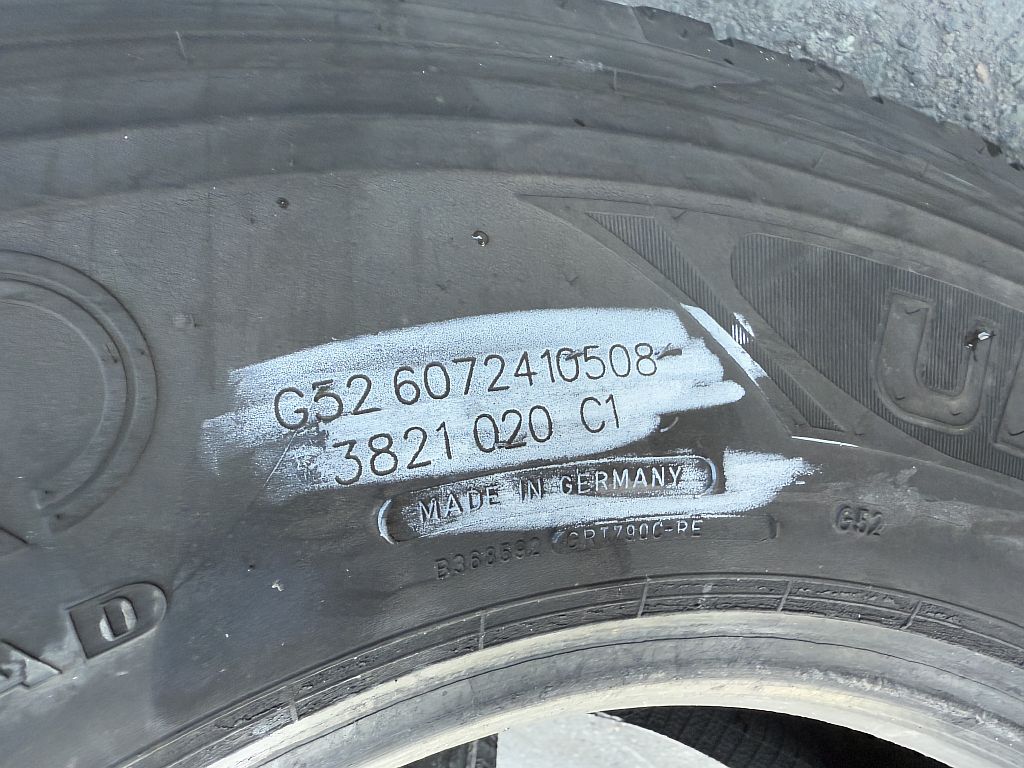 G52 6072410508
3821 020 C1
MADE IN GERMANY
B368592 GRT790C-RE
G52